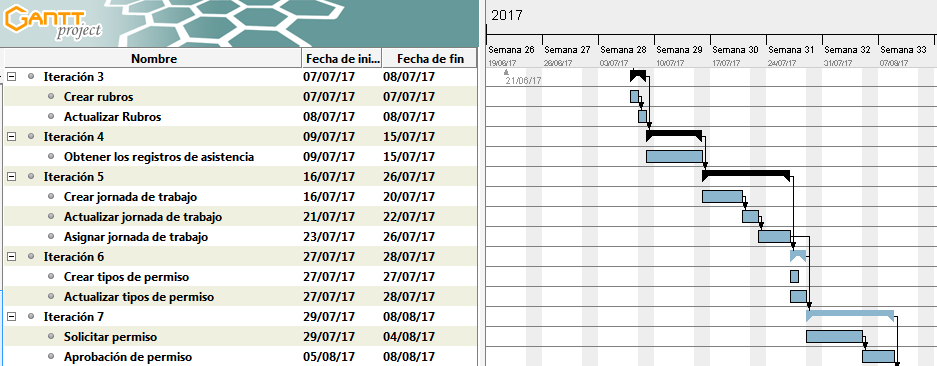 GANTT
project
2017
Semana 26 Semana 27 Semana 28 Semana 29 Semana 30 Semana 31 Semana 32 Semana 33
19/06/17 26/06/17 03/07/17 10/07/17 17/07/17 24/07/17 31/07/17 07/08/17
21/06/17
Nombre Fecha de ini... Fecha de fin
Iteración 3 07/07/17 08/07/17
Crear rubros 07/07/17 07/07/17
Actualizar Rubros 08/07/17 08/07/17
Iteración 4 09/07/17 15/07/17
Obtener los registros de asistencia 09/07/17 15/07/17
Iteración 5 16/07/17 26/07/17
Crear jornada de trabajo 16/07/17 20/07/17
Actualizar jornada de trabajo 21/07/17 22/07/17
Asignar jornada de trabajo 23/07/17 26/07/17
Iteración 6 27/07/17 28/07/17
Crear tipos de permiso 27/07/17 27/07/17
Actualizar tipos de permiso 27/07/17 28/07/17
Iteración 7 29/07/17 08/08/17
Solicitar permiso 29/07/17 04/08/17
Aprobación de permiso 05/08/17 08/08/17